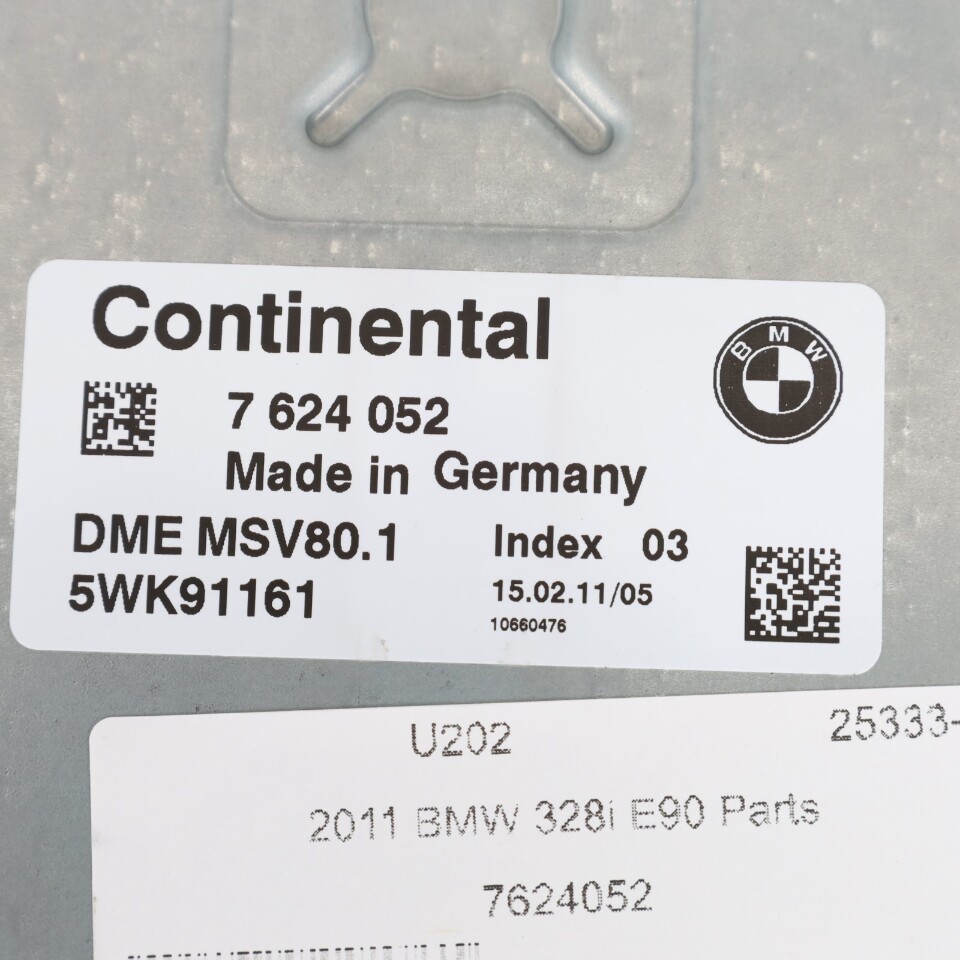 Continental
BMW
7 624 052
Made in Germany
DME MSV80.1 Index 03
5WK91161 15.02.11/05
10660476
U202 25333-
2011 BMW 328i E90 Parts
7624052